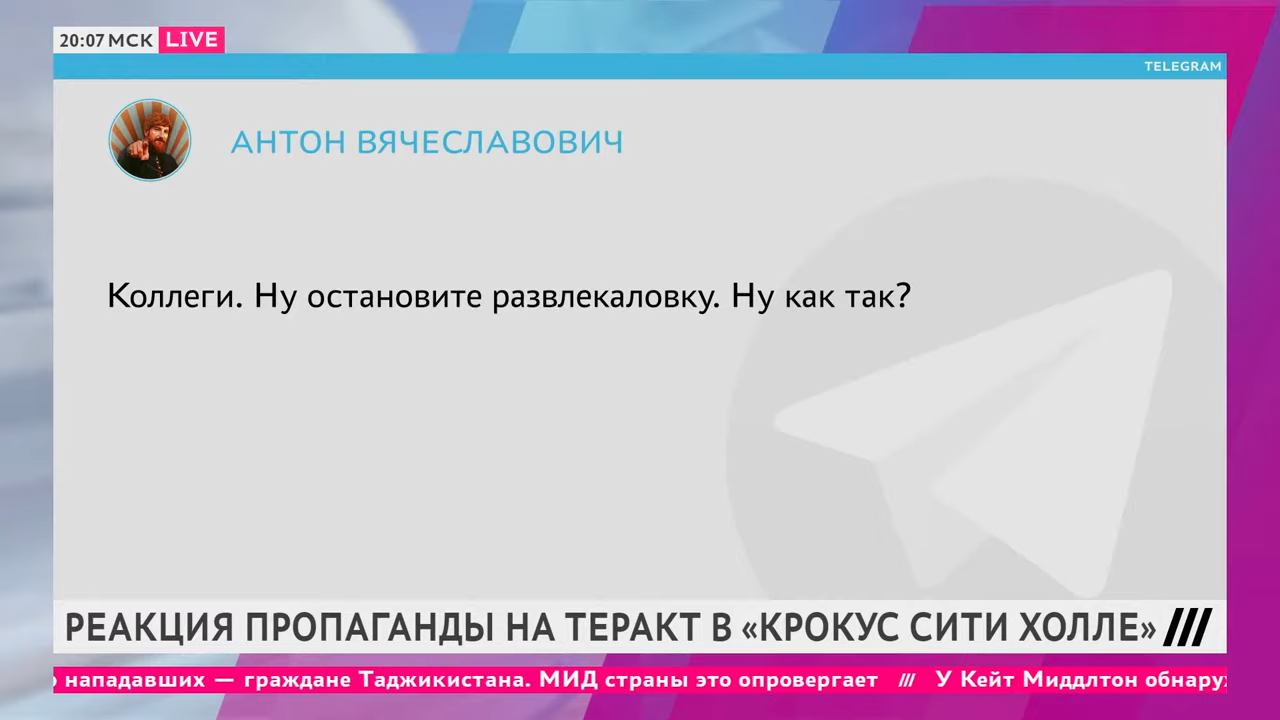 20:07 МСК LIVE
TELEGRAM
АНТОН ВЯЧЕСЛАВОВИЧ
Коллеги. Ну остановите развлекаловку. Ну как так?
РЕАКЦИЯ ПРОПАГАНДЫ НА ТЕРАКТ В «КРОКУС СИТИ ХОЛЛЕ»
нападавших — граждане Таджикистана. МИД страны это опровергает /// У Кейт Миддлтон